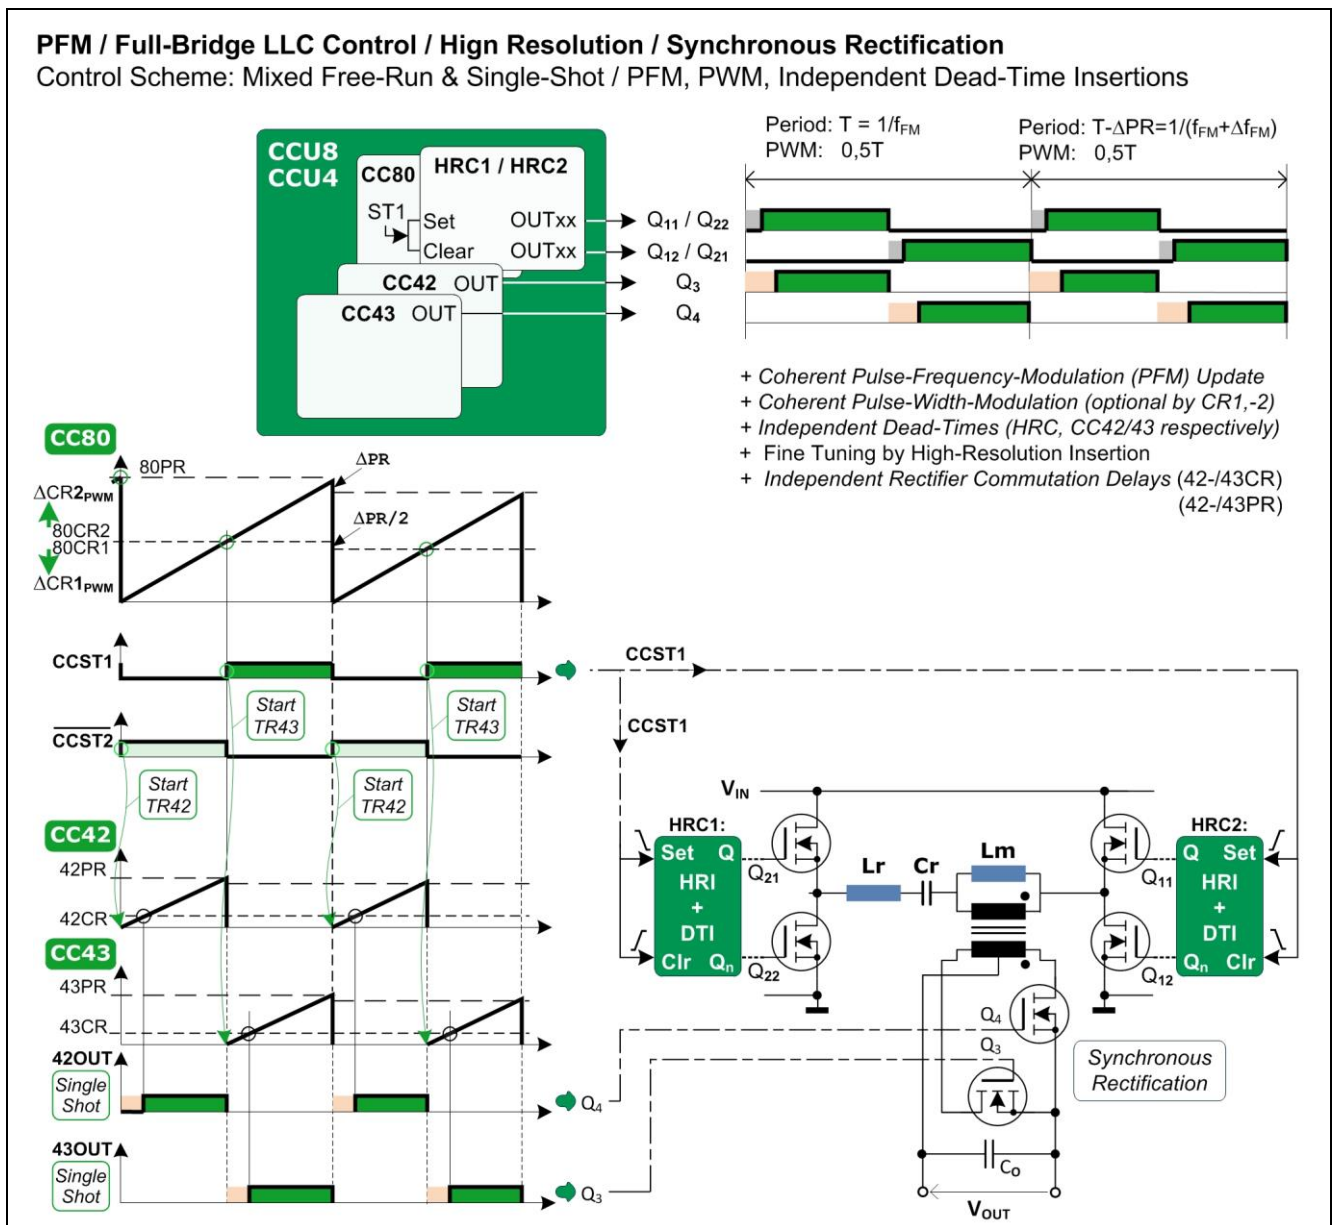 PFM / Full-Bridge LLC Control / Hign Resolution / Synchronous Rectification
Control Scheme: Mixed Free-Run & Single-Shot / PFM, PWM, Independent Dead-Time Insertions
CCU8
CCU4
CC80
HRC1 / HRC2
ST1
Set
OUTxx
Clear
OUTxx
CC42 OUT
CC43 OUT
Q11 / Q22
Q12 / Q21
Q3
Q4
Period: T = 1/fFM
PWM: 0,5T
Period: T-ΔPR=1/(fFM+ΔfFM)
PWM: 0,5T
+ Coherent Pulse-Frequency-Modulation (PFM) Update
+ Coherent Pulse-Width-Modulation (optional by CR1,-2)
+ Independent Dead-Times (HRC, CC42/43 respectively)
+ Fine Tuning by High-Resolution Insertion
+ Independent Rectifier Commutation Delays (42-/43CR)
(42-/43PR)
CC80
80PR
ΔPR
ΔCR2PWM
ΔPR/2
80CR2
80CR1
ΔCR1PWM
CCST1
Start
TR43
Start
TR43
CCST2
Start
TR42
Start
TR42
CC42
42PR
42CR
CC43
43PR
43CR
42OUT
Single
Shot
Q4
43OUT
Single
Shot
Q3
CCST1
CCST1
VIN
HRC1:
Set Q
HRI
+
DTI
Clr Qn
Q21
Q22
Lr
Cr
Lm
HRC2:
Q Set
HRI
+
DTI
Qn Clr
Q11
Q12
Q4
Q3
Synchronous
Rectification
Co
VOUT